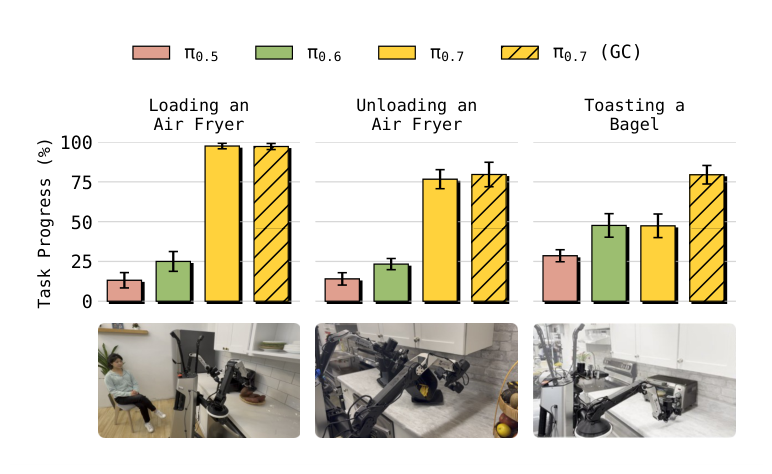 π0.5 π0.6 π0.7 π0.7 (GC)
Loading an
Air Fryer
Unloading an
Air Fryer
Toasting a
Bagel
Task Progress (%)
100
75
50
25
0